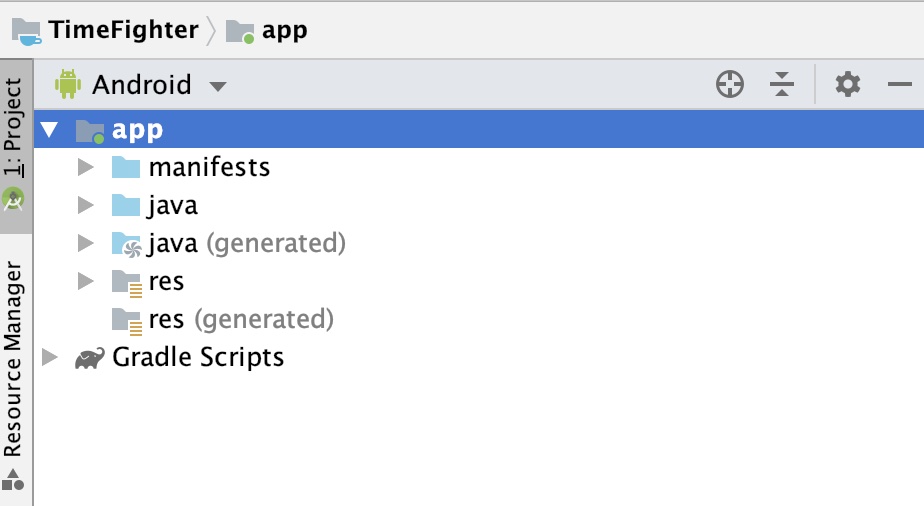 TimeFighter app
Android
app
manifests
java
java (generated)
res
res (generated)
Gradle Scripts
1: Project
Resource Manager